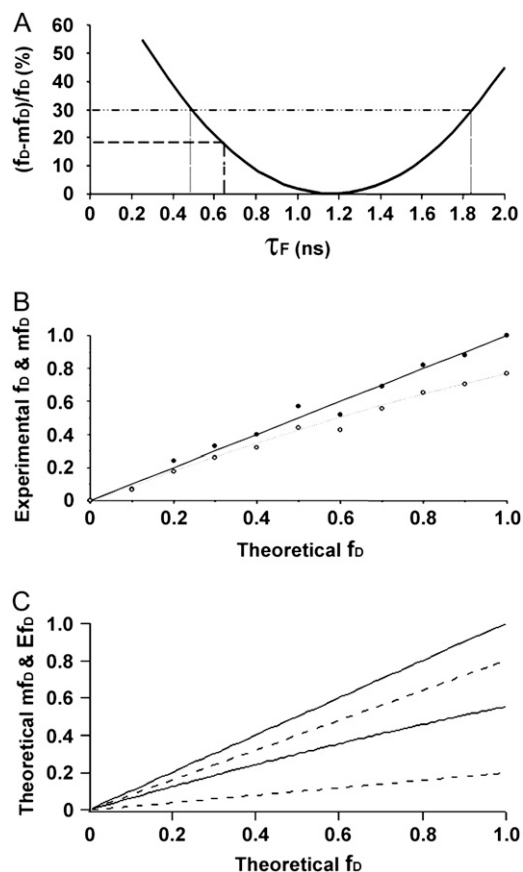 A
(fD-mfD)/fD (%)
60
50
40
30
20
10
0
0 0.2 0.4 0.6 0.8 1.0 1.2 1.4 1.6 1.8 2.0
τF (ns)
B
Experimental fD & mfD
1.0
0.8
0.6
0.4
0.2
0
0 0.2 0.4 0.6 0.8 1.0
Theoretical fD
C
Theoretical mfD & EfD
1.0
0.8
0.6
0.4
0.2
0
0 0.2 0.4 0.6 0.8 1.0
Theoretical fD